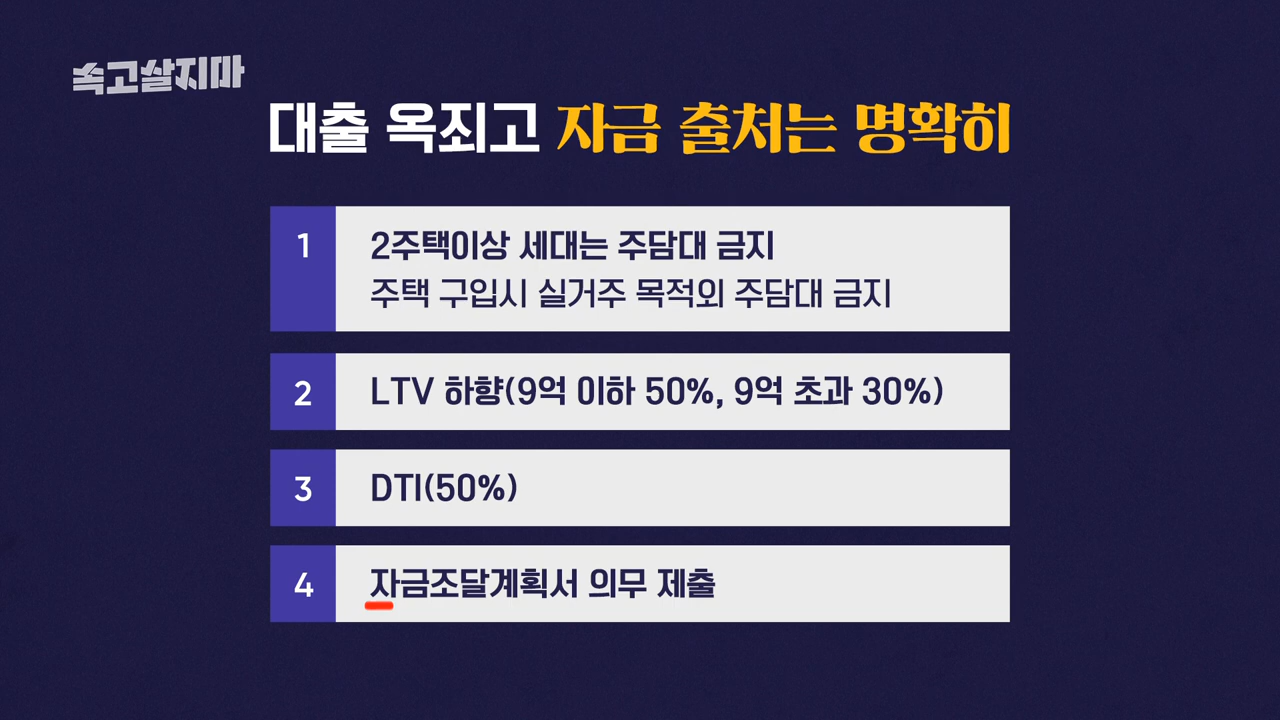 속고살지마
대출 옥죄고 자금 출처는 명확히
1
2주택이상 세대는 주담대 금지
주택 구입시 실거주 목적외 주담대 금지
2
LTV 하향(9억 이하 50%, 9억 초과 30%)
3
DTI(50%)
4
자금조달계획서 의무 제출